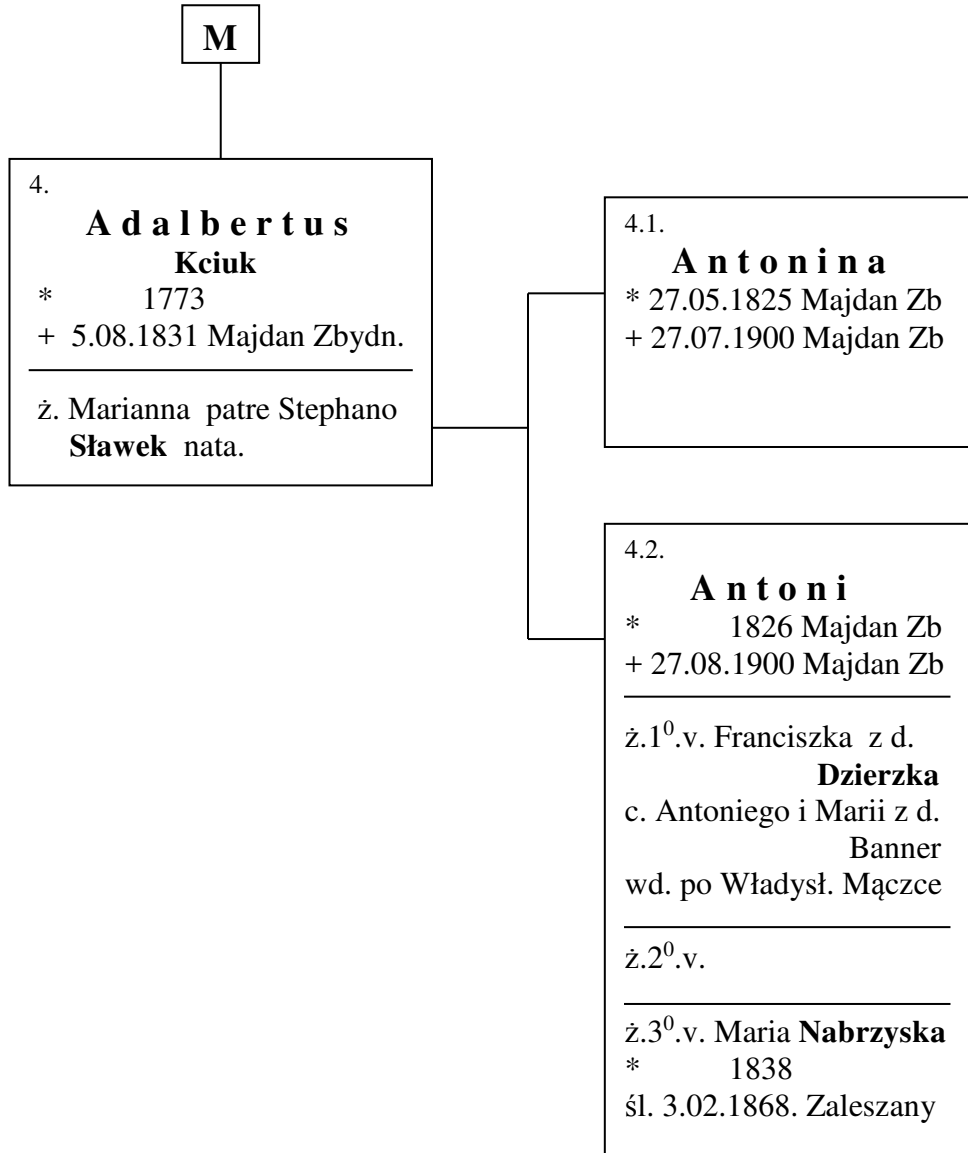 M
4.
A d a l b e r t u s
Kciuk
* 1773
+ 5.08.1831 Majdan Zbydn.
ż. Marianna patre Stephano
Sławek nata.
4.1.
A n t o n i n a
* 27.05.1825 Majdan Zb
+ 27.07.1900 Majdan Zb
4.2.
A n t o n i
* 1826 Majdan Zb
+ 27.08.1900 Majdan Zb
ż.1⁰.v. Franciszka z d.
Dzierzka
c. Antoniego i Marii z d.
Banner
wd. po Władysł. Mączce
ż.2⁰.v.
ż.3⁰.v. Maria Nabrzyska
* 1838
śl. 3.02.1868. Zaleszany